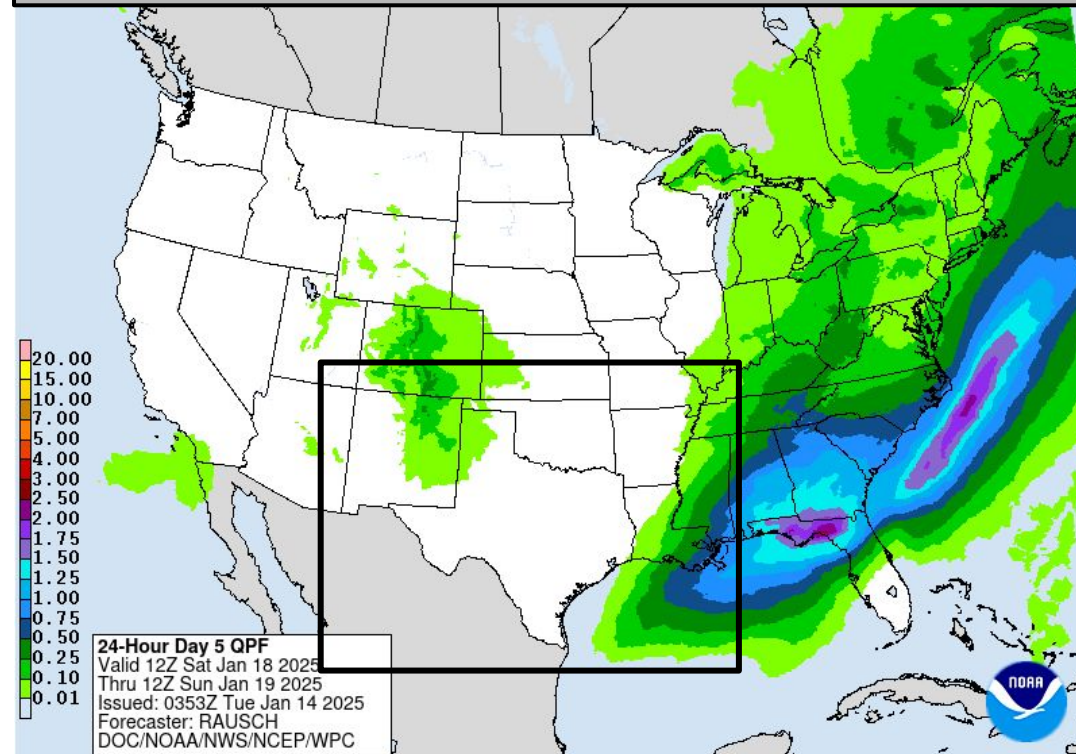 20.00
15.00
10.00
7.00
5.00
4.00
3.00
2.50
2.00
1.75
1.50
1.25
1.00
0.75
0.50
0.25
0.10
0.01
24-Hour Day 5 QPF
Valid 12Z Sat Jan 18 2025
Thru 12Z Sun Jan 19 2025
Issued: 0353Z Tue Jan 14 2025
Forecaster: RAUSCH
DOC/NOAA/NWS/NCEP/WPC
NOAA